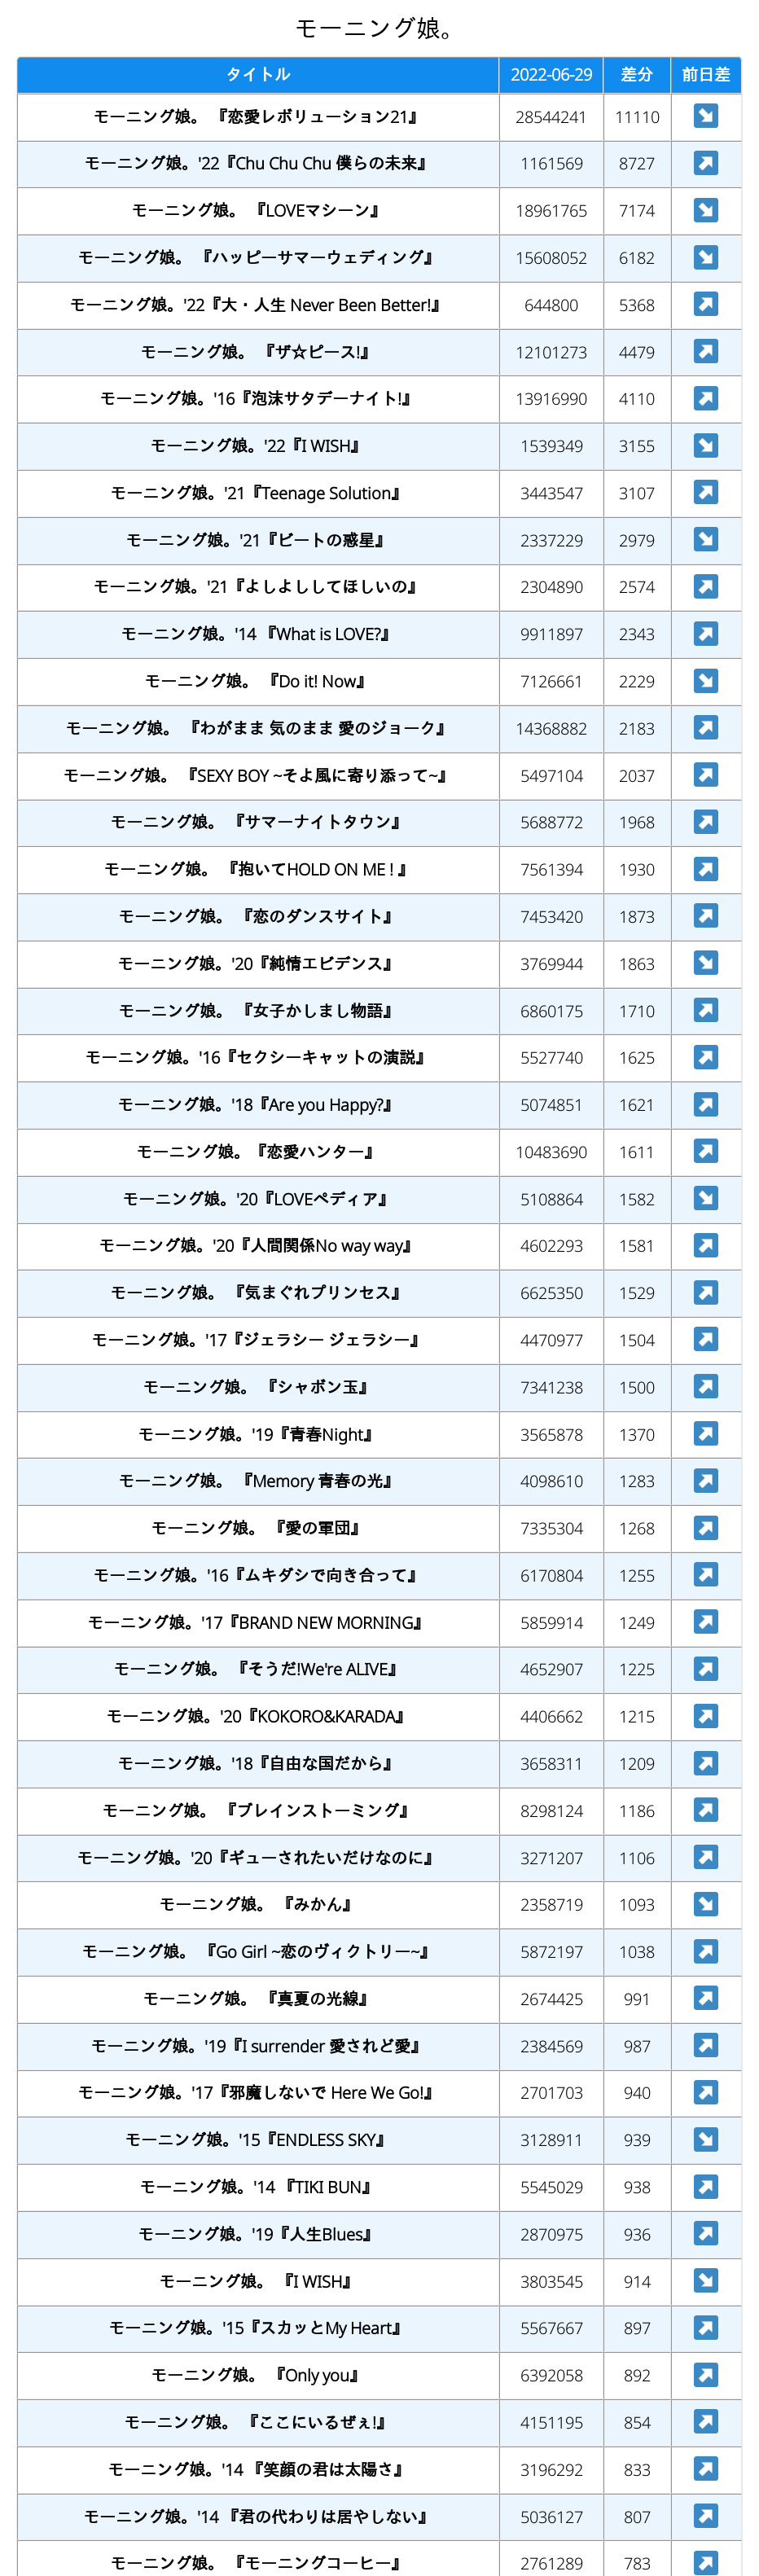 モーニング娘。
タイトル 2022-06-29 差分 前日差
モーニング娘。 『恋愛レボリューション21』 28544241 11110 ↘
モーニング娘。'22『Chu Chu Chu 僕らの未来』 1161569 8727 ↗
モーニング娘。 『LOVEマシーン』 18961765 7174 ↘
モーニング娘。 『ハッピーサマーウェディング』 15608052 6182 ↘
モーニング娘。'22『大・人生 Never Been Better!』 644800 5368 ↗
モーニング娘。 『ザ☆ピース!』 12101273 4479 ↗
モーニング娘。'16『泡沫サタデーナイト!』 13916990 4110 ↗
モーニング娘。'22『I WISH』 1539349 3155 ↘
モーニング娘。'21『Teenage Solution』 3443547 3107 ↗
モーニング娘。'21『ビートの惑星』 2337229 2979 ↘
モーニング娘。'21『よしよししてほしいの』 2304890 2574 ↗
モーニング娘。'14 『What is LOVE?』 9911897 2343 ↗
モーニング娘。 『Do it! Now』 7126661 2229 ↘
モーニング娘。 『わがまま 気のまま 愛のジョーク』 14368882 2183 ↗
モーニング娘。 『SEXY BOY ~そよ風に寄り添って~』 5497104 2037 ↗
モーニング娘。 『サマーナイトタウン』 5688772 1968 ↗
モーニング娘。 『抱いてHOLD ON ME ! 』 7561394 1930 ↗
モーニング娘。 『恋のダンスサイト』 7453420 1873 ↗
モーニング娘。'20『純情エビデンス』 3769944 1863 ↘
モーニング娘。 『女子かしまし物語』 6860175 1710 ↗
モーニング娘。'16『セクシーキャットの演説』 5527740 1625 ↗
モーニング娘。'18『Are you Happy?』 5074851 1621 ↗
モーニング娘。『恋愛ハンター』 10483690 1611 ↗
モーニング娘。'20『LOVEペディア』 5108864 1582 ↘
モーニング娘。'20『人間関係No way way』 4602293 1581 ↗
モーニング娘。 『気まぐれプリンセス』 6625350 1529 ↗
モーニング娘。'17『ジェラシー ジェラシー』 4470977 1504 ↗
モーニング娘。 『シャボン玉』 7341238 1500 ↗
モーニング娘。'19『青春Night』 3565878 1370 ↗
モーニング娘。 『Memory 青春の光』 4098610 1283 ↗
モーニング娘。 『愛の軍団』 7335304 1268 ↗
モーニング娘。'16『ムキダシで向き合って』 6170804 1255 ↗
モーニング娘。'17『BRAND NEW MORNING』 5859914 1249 ↗
モーニング娘。 『そうだ!We're ALIVE』 4652907 1225 ↗
モーニング娘。'20『KOKORO&KARADA』 4406662 1215 ↗
モーニング娘。'18『自由な国だから』 3658311 1209 ↗
モーニング娘。 『ブレインストーミング』 8298124 1186 ↗
モーニング娘。'20『ギューされたいだけなのに』 3271207 1106 ↗
モーニング娘。 『みかん』 2358719 1093 ↘
モーニング娘。 『Go Girl ~恋のヴィクトリー~』 5872197 1038 ↗
モーニング娘。 『真夏の光線』 2674425 991 ↗
モーニング娘。'19『I surrender 愛されど愛』 2384569 987 ↗
モーニング娘。'17『邪魔しないで Here We Go!』 2701703 940 ↗
モーニング娘。'15『ENDLESS SKY』 3128911 939 ↘
モーニング娘。'14 『TIKI BUN』 5545029 938 ↗
モーニング娘。'19『人生Blues』 2870975 936 ↗
モーニング娘。 『I WISH』 3803545 914 ↘
モーニング娘。'15『スカッとMy Heart』 5567667 897 ↗
モーニング娘。 『Only you』 6392058 892 ↗
モーニング娘。 『ここにいるぜぇ!』 4151195 854 ↗
モーニング娘。'14 『笑顔の君は太陽さ』 3196292 833 ↗
モーニング娘。'14 『君の代わりは居やしない』 5036127 807 ↗
モーニング娘。 『モーニングコーヒー』 2761289 783 ↗